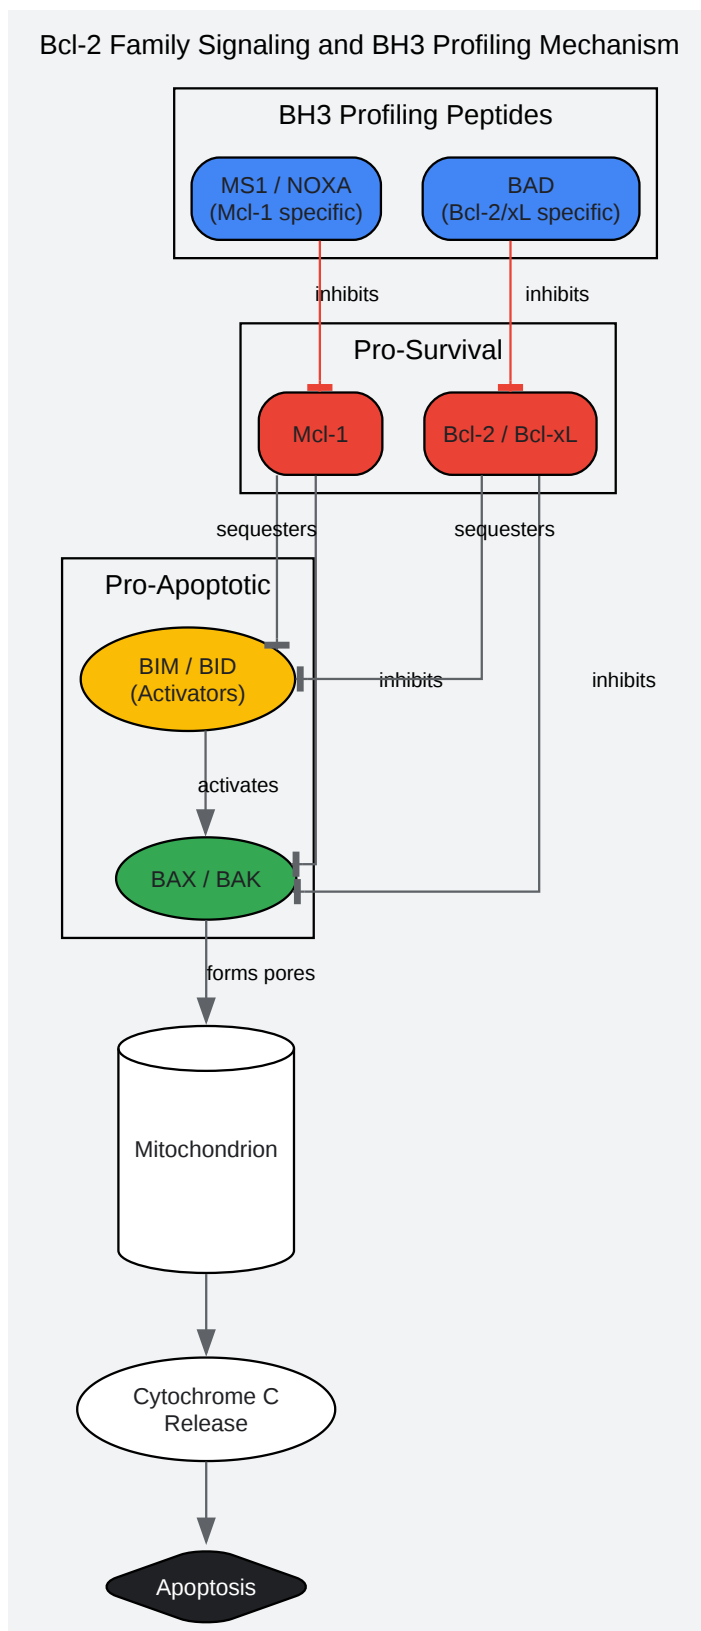 Bcl-2 Family Signaling and BH3 Profiling Mechanism
BH3 Profiling Peptides
MS1 / NOXA
(Mcl-1 specific)
BAD
(Bcl-2/xL specific)
inhibits
inhibits
Pro-Survival
Mcl-1
Bcl-2 / Bcl-xL
sequesters
sequesters
Pro-Apoptotic
BIM / BID
(Activators)
inhibits
inhibits
activates
BAX / BAK
forms pores
Mitochondrion
Cytochrome C
Release
Apoptosis